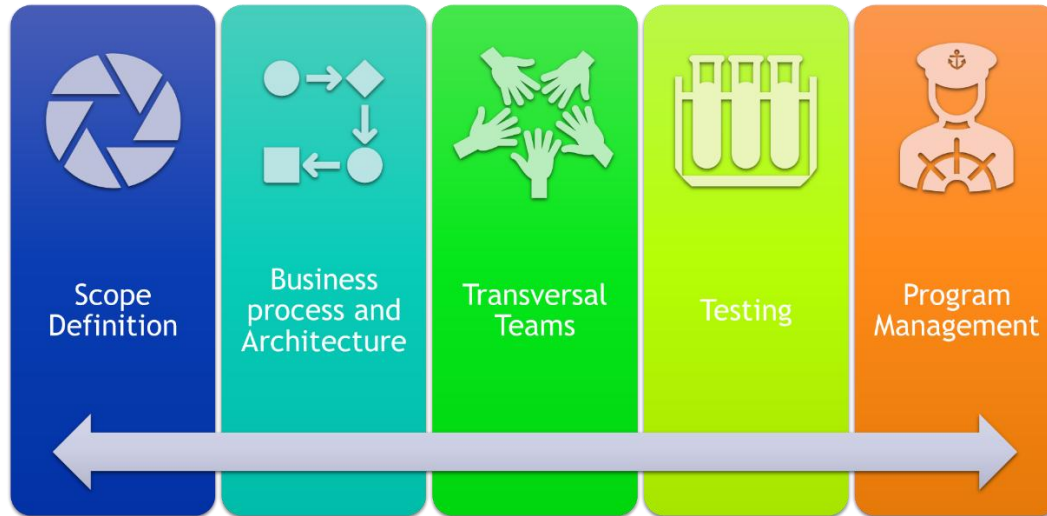 Scope
Definition
Business
process and
Architecture
Transversal
Teams
Testing
Program
Management